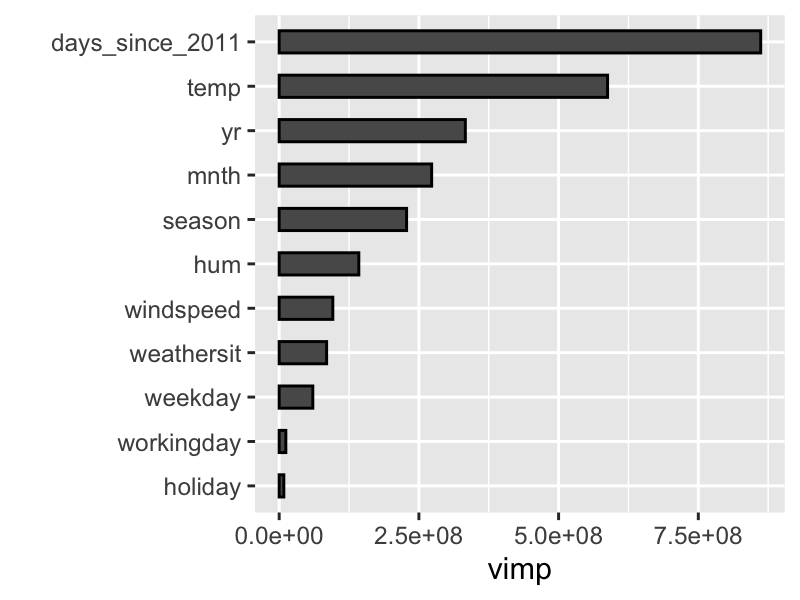 days_since_2011
temp
yr
mnth
season
hum
windspeed
weathersit
weekday
workingday
holiday
0.0e+00 2.5e+08 5.0e+08 7.5e+08
vimp